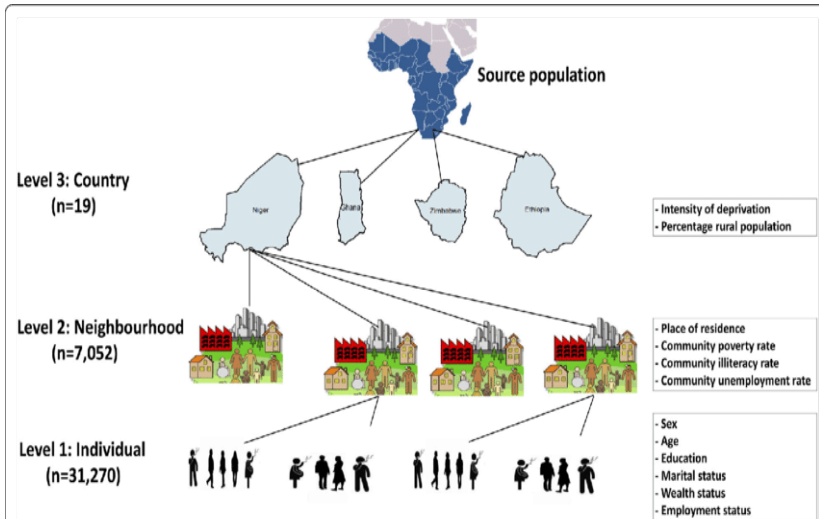 Source population
Level 3: Country
(n=19)
Niger
Ghana
Zimbabwe
Ethiopia
- Intensity of deprivation
- Percentage rural population
Level 2: Neighbourhood
(n=7,052)
- Place of residence
- Community poverty rate
- Community illiteracy rate
- Community unemployment rate
Level 1: Individual
(n=31,270)
- Sex
- Age
- Education
- Marital status
- Wealth status
- Employment status